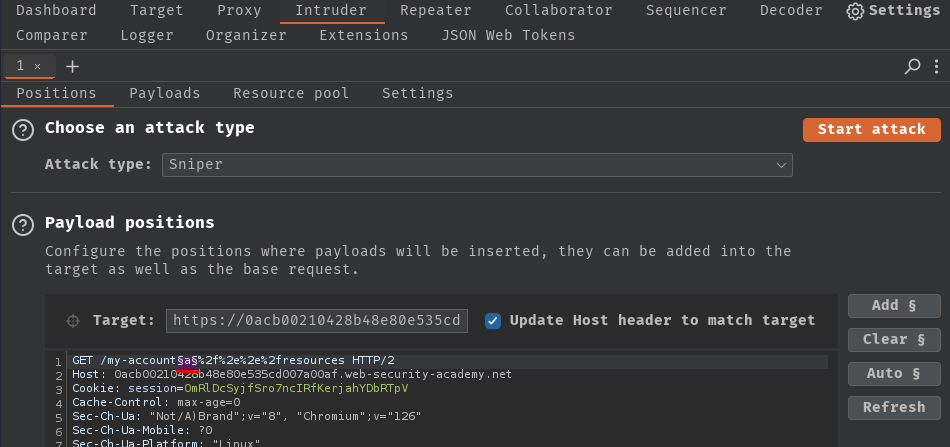 Dashboard Target Proxy Intruder Repeater Collaborator Sequencer Decoder Settings
Comparer Logger Organizer Extensions JSON Web Tokens
1 × +
Positions Payloads Resource pool Settings
? Choose an attack type Start attack
Attack type: Sniper
? Payload positions
Configure the positions where payloads will be inserted, they can be added into the
target as well as the base request.
Target: https://0acb00210428b48e80e535cd Update Host header to match target
Add §
Clear §
Auto §
Refresh
1 GET /my-account§a§%2f%2e%2e%2fresources HTTP/2
2 Host: 0acb00210428b48e80e535cd007a00af.web-security-academy.net
3 Cookie: session=OmRlDcSyjfSro7ncIRfKerjahYDbRTpV
4 Cache-Control: max-age=0
5 Sec-Ch-Ua: "Not/A)Brand";v="8", "Chromium";v="126"
6 Sec-Ch-Ua-Mobile: ?0
7 Sec-Ch-Ua-Platform: "Linux"